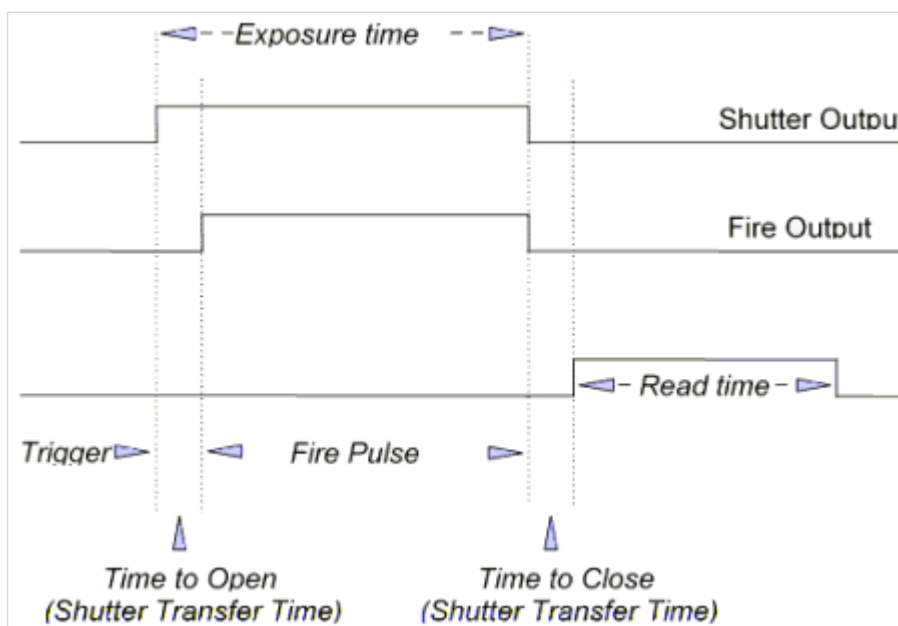 Exposure time
Shutter Output
Fire Output
Read time
Trigger
Fire Pulse
Time to Open
(Shutter Transfer Time)
Time to Close
(Shutter Transfer Time)